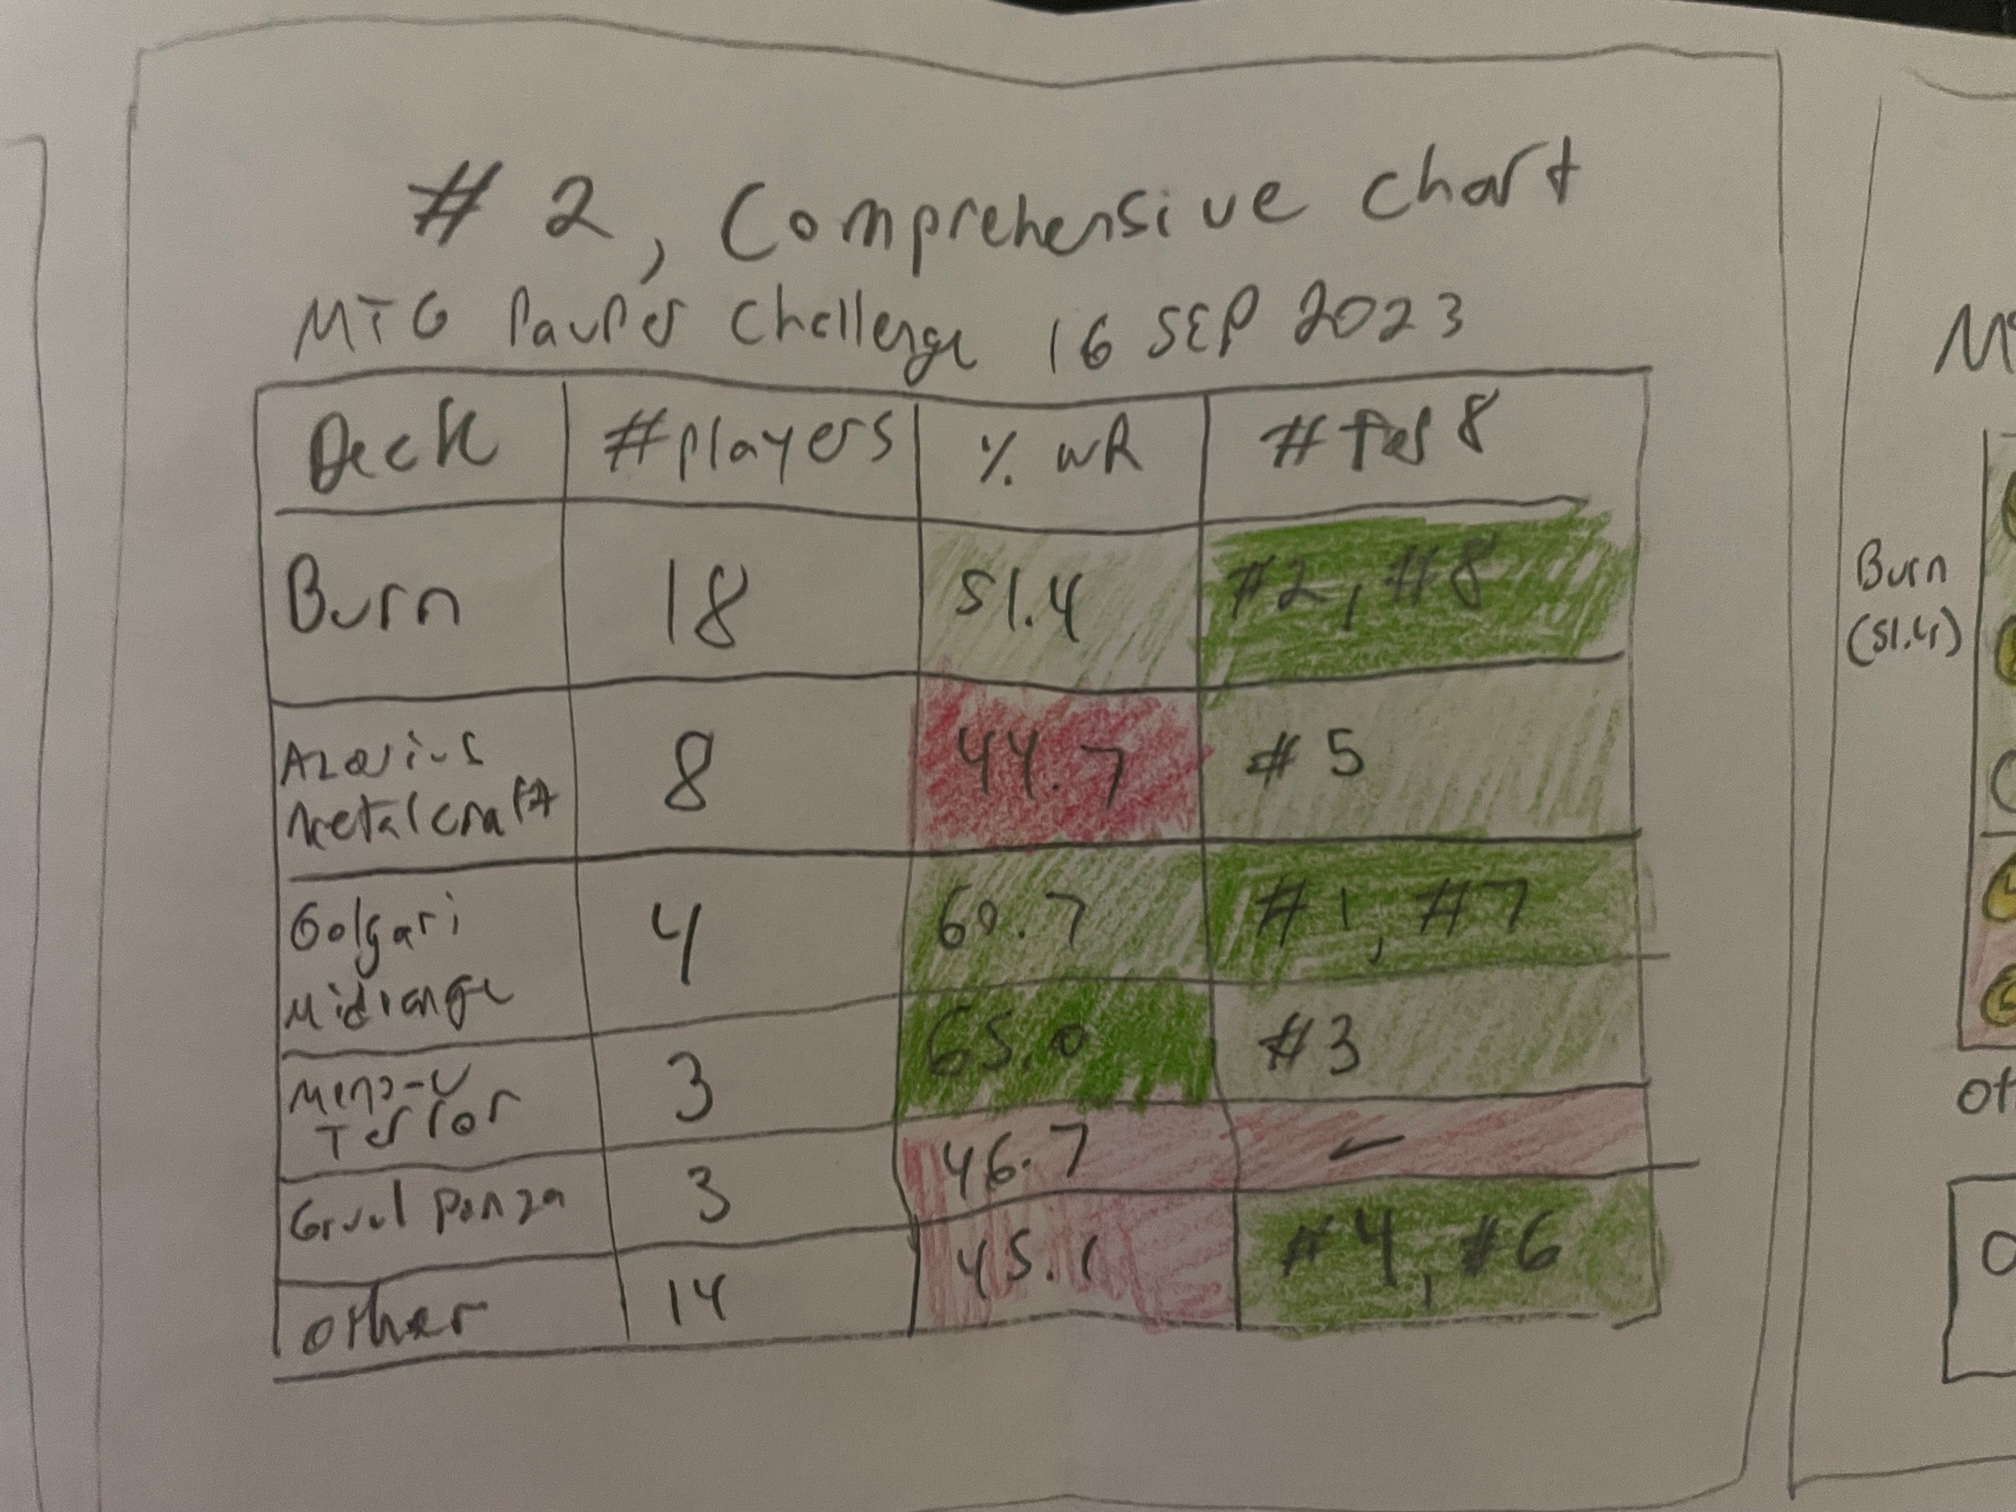 # 2, Comprehensive chart
MTG Pauper Challenge 16 SEP 2023
Deck #players % WR #Top 8
Burn 18 51.4 #2, #8
Azorius
Metalcraft 8 44.7 #5
Golgari
Midrange 4 60.7 #1, #7
Mono-U
Terror 3 65.0 #3
Gruul Ponza 3 46.7 -
other 14 45.1 #4, #6
Burn
(51.4)